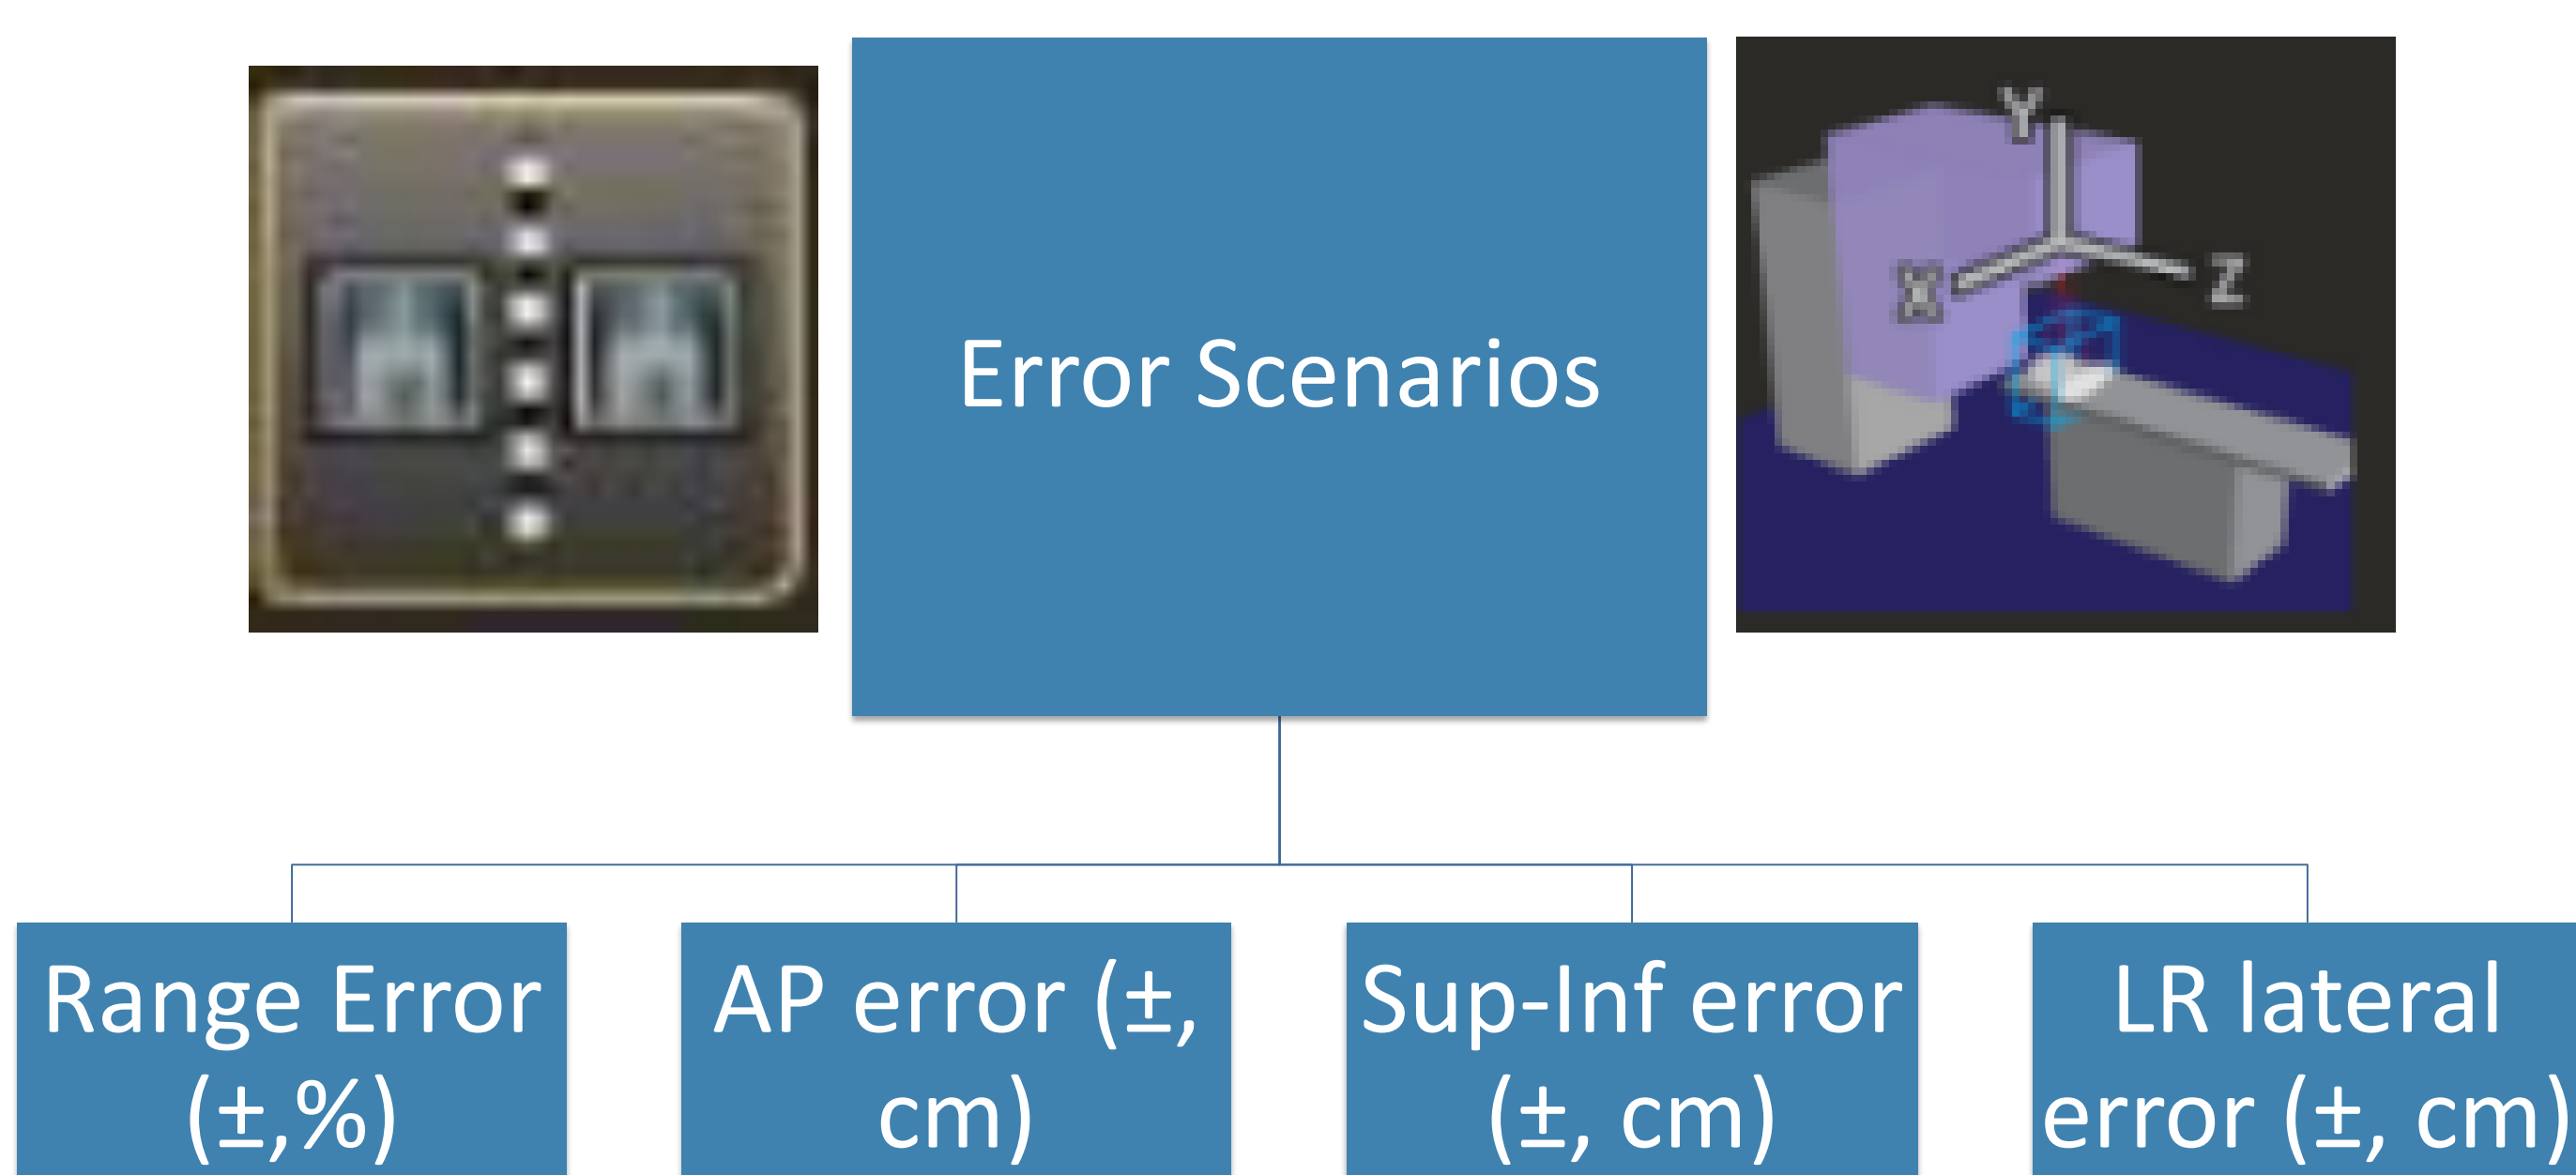 Error Scenarios
Y
X
Z
Range Error
(±,%)
AP error (±,
cm)
Sup-Inf error
(±, cm)
LR lateral
error (±, cm)